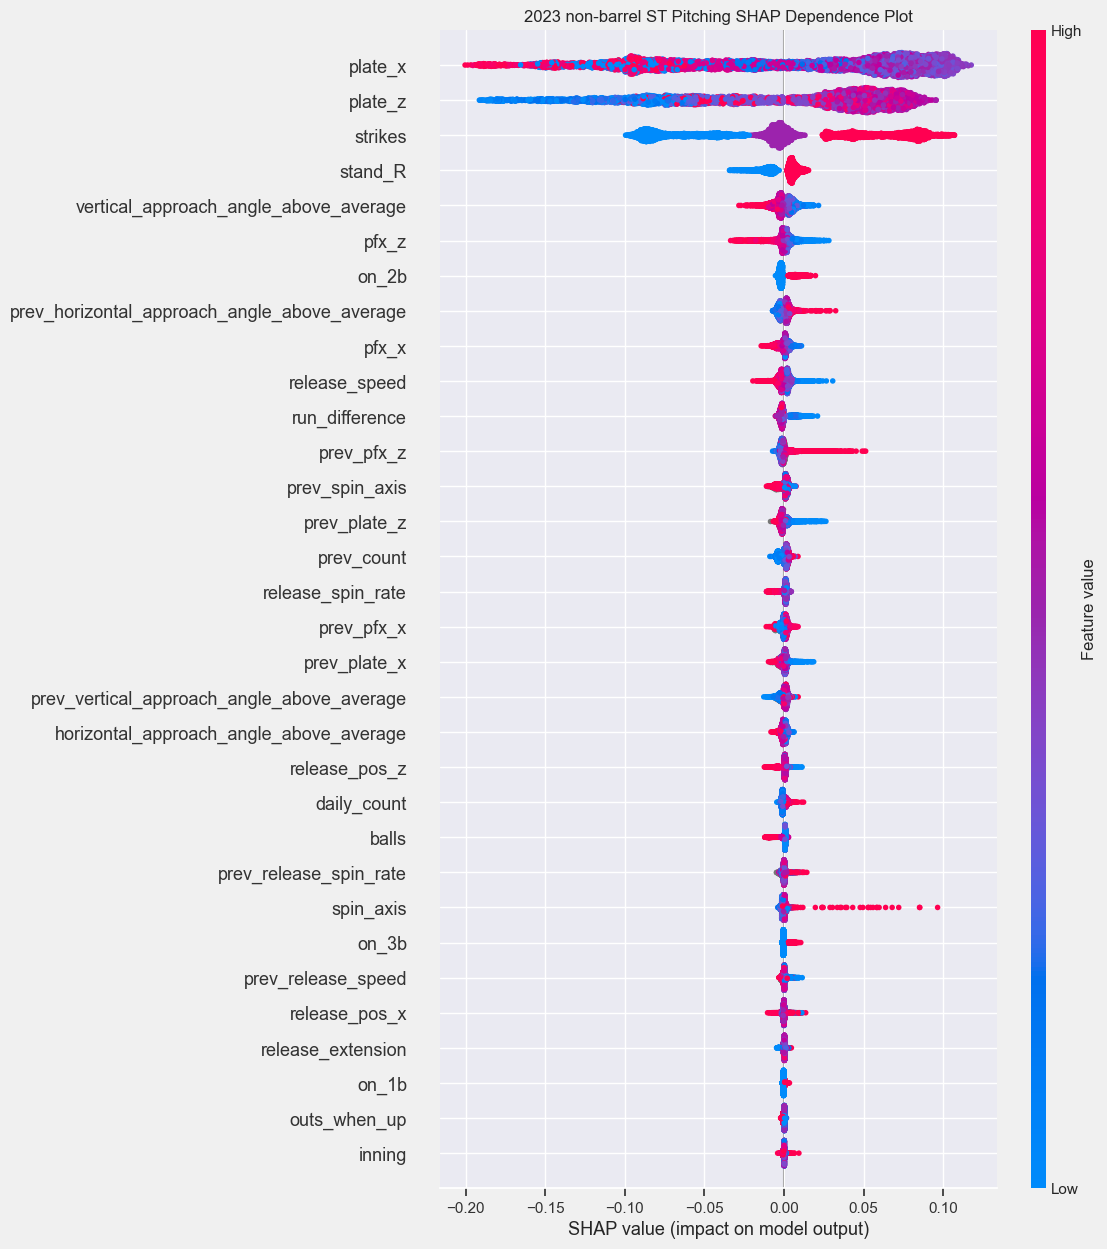 2023 non-barrel ST Pitching SHAP Dependence Plot
High
plate_x
plate_z
strikes
stand_R
vertical_approach_angle_above_average
pfx_z
on_2b
prev_horizontal_approach_angle_above_average
pfx_x
release_speed
run_difference
prev_pfx_z
prev_spin_axis
prev_plate_z
prev_count
release_spin_rate
prev_pfx_x
prev_plate_x
prev_vertical_approach_angle_above_average
horizontal_approach_angle_above_average
release_pos_z
daily_count
balls
prev_release_spin_rate
spin_axis
on_3b
prev_release_speed
release_pos_x
release_extension
on_1b
outs_when_up
inning
Feature value
Low
−0.20 −0.15 −0.10 −0.05 0.00 0.05 0.10
SHAP value (impact on model output)